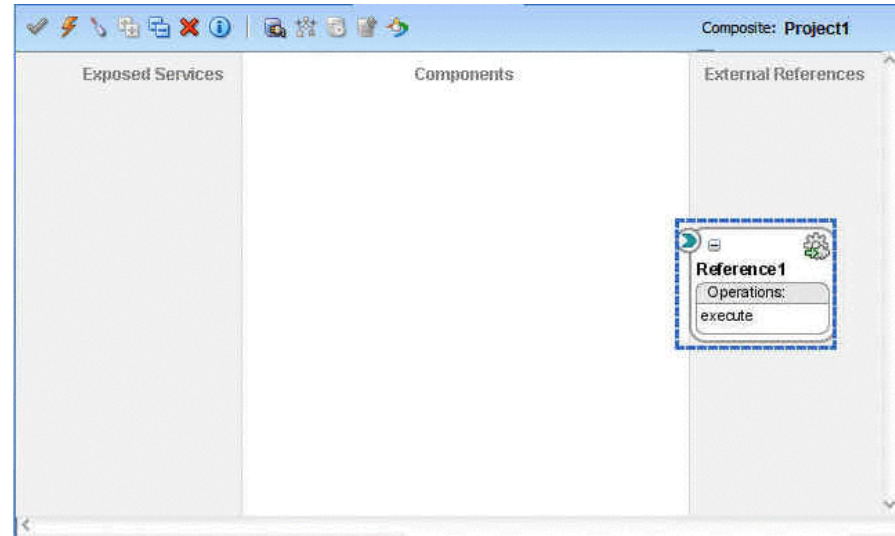 Composite: Project1
Exposed Services
Components
External References
Reference1
Operations:
execute